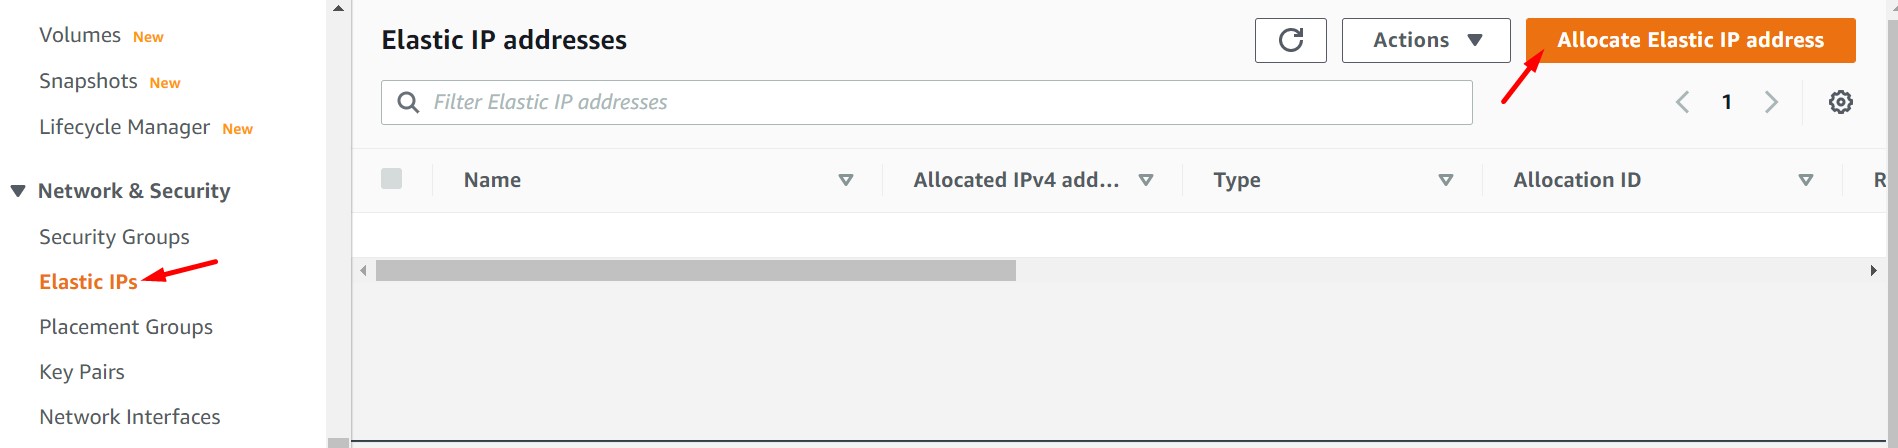 Volumes New
Snapshots New
Lifecycle Manager New
Network & Security
Security Groups
Elastic IPs
Placement Groups
Key Pairs
Network Interfaces
Elastic IP addresses
Actions
Allocate Elastic IP address
Filter Elastic IP addresses
1
Name
Allocated IPv4 add...
Type
Allocation ID
R